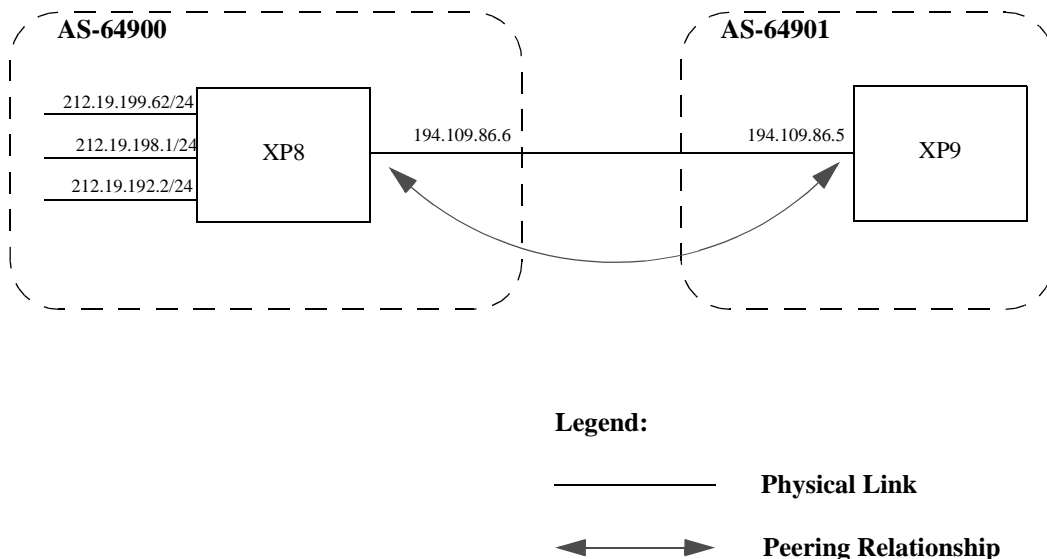 AS-64900
AS-64901
212.19.199.62/24
212.19.198.1/24
212.19.192.2/24
XP8
194.109.86.6
194.109.86.5
XP9
Legend:
Physical Link
Peering Relationship